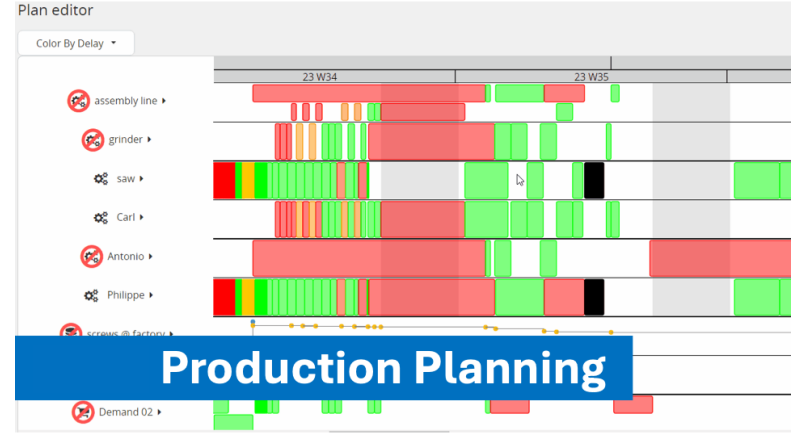 Plan editor
Color By Delay
23 W34 23 W35
assembly line
grinder
saw
Carl
Antonio
Philippe
screws @ factory
Production Planning
Demand 02